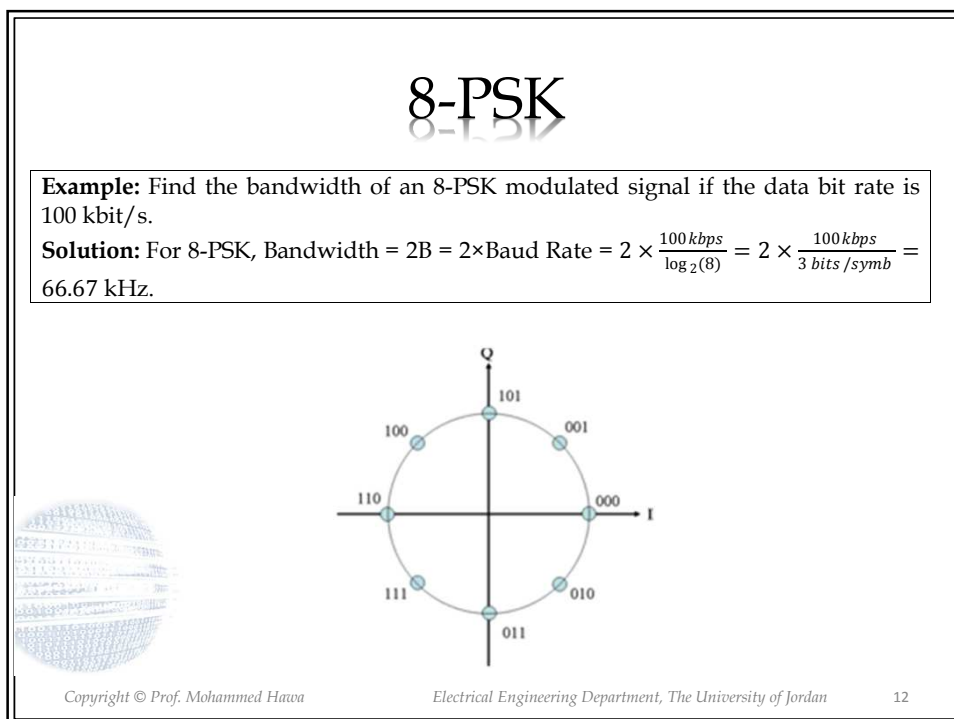 8-PSK
Example: Find the bandwidth of an 8-PSK modulated signal if the data bit rate is
100 kbit/s.
Solution: For 8-PSK, Bandwidth = 2B = 2×Baud Rate = 2 × 100 kbps / log2(8) = 2 × 100 kbps / 3 bits/symb =
66.67 kHz.
Q
101
100
001
110
000
I
111
010
011
Copyright © Prof. Mohammed Hawa Electrical Engineering Department, The University of Jordan 12